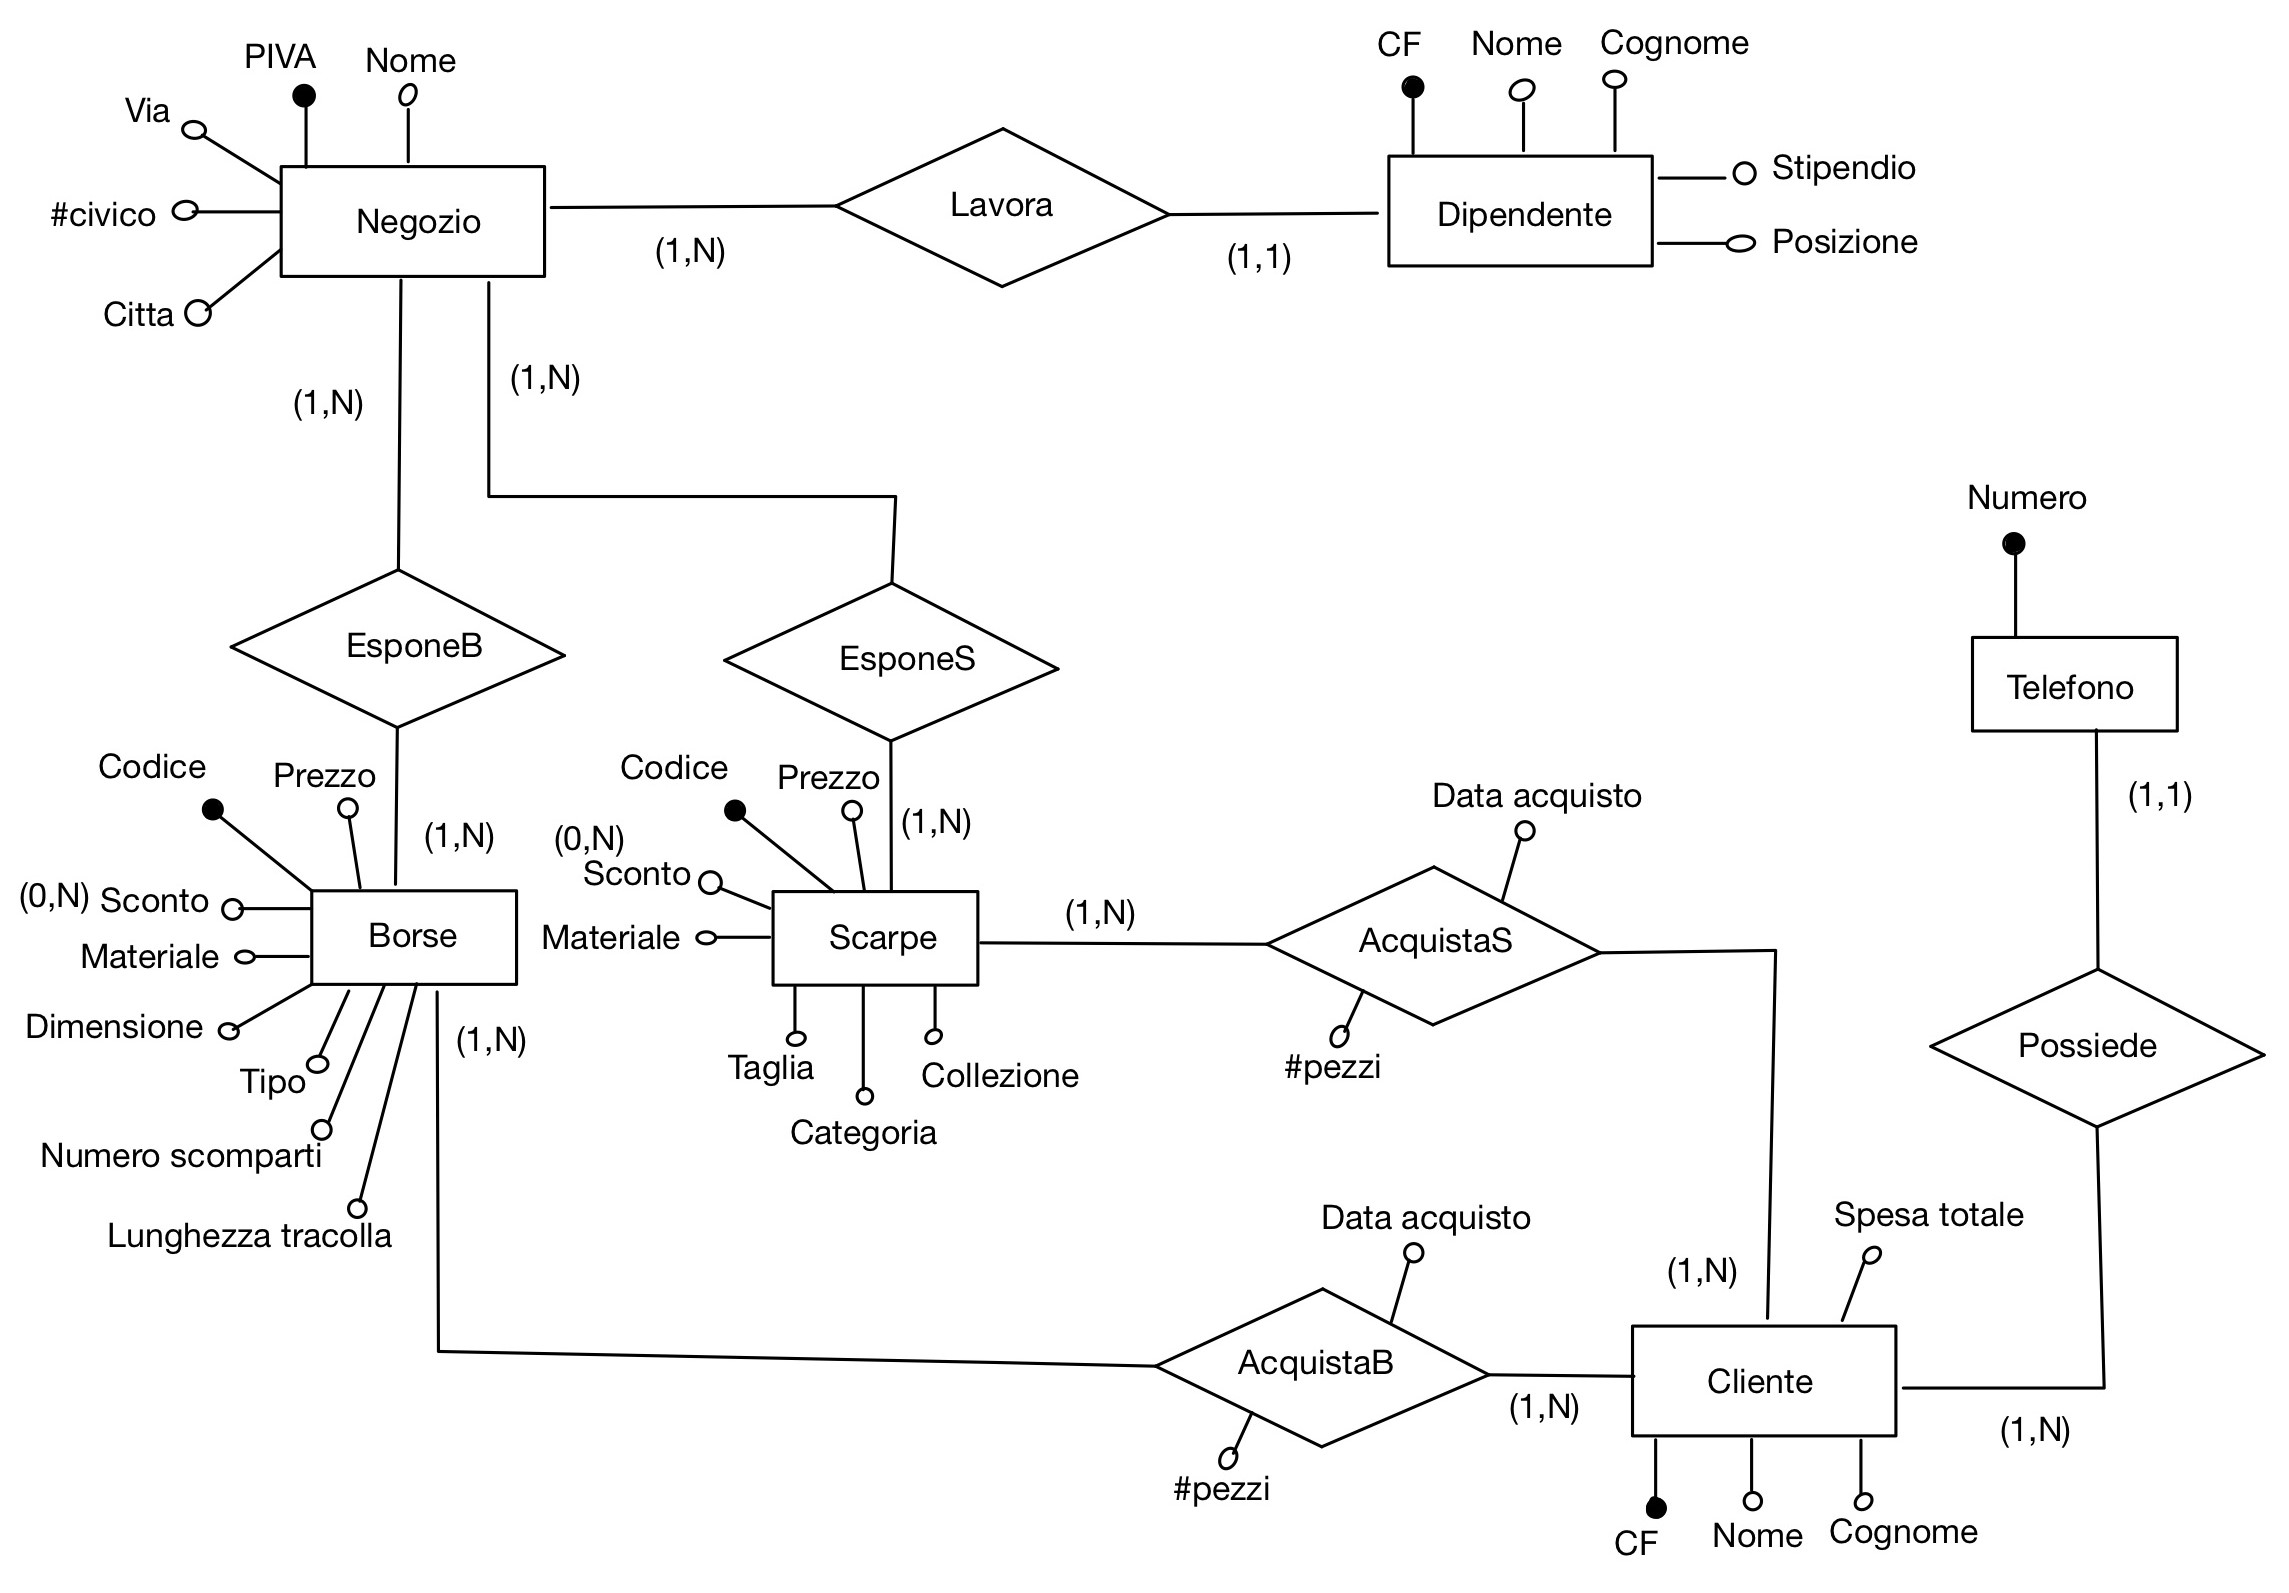 PIVA
Nome
Via
#civico
Citta
Negozio
(1,N)
Lavora
(1,1)
CF
Nome
Cognome
Dipendente
Stipendio
Posizione
(1,N)
(1,N)
EsponeB
EsponeS
Numero
Telefono
(1,1)
Codice
Prezzo
(1,N)
(0,N) Sconto
Materiale
Dimensione
Tipo
Numero scomparti
Lunghezza tracolla
Borse
(1,N)
Codice
Prezzo
(1,N)
(0,N)
Sconto
Materiale
Scarpe
Taglia
Categoria
Collezione
(1,N)
Data acquisto
AcquistaS
#pezzi
Possiede
Data acquisto
AcquistaB
#pezzi
(1,N)
(1,N)
Spesa totale
Cliente
(1,N)
CF
Nome
Cognome